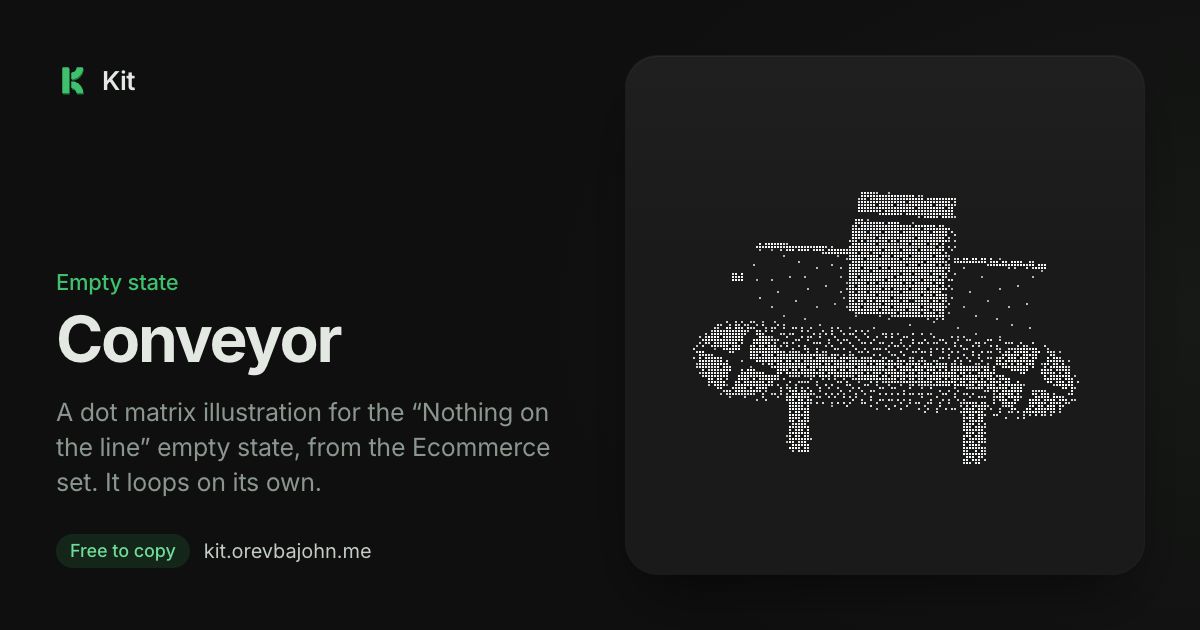 Kit
Empty state
Conveyor
A dot matrix illustration for the “Nothing on
the line” empty state, from the Ecommerce
set. It loops on its own.
Free to copy
kit.orevbajohn.me